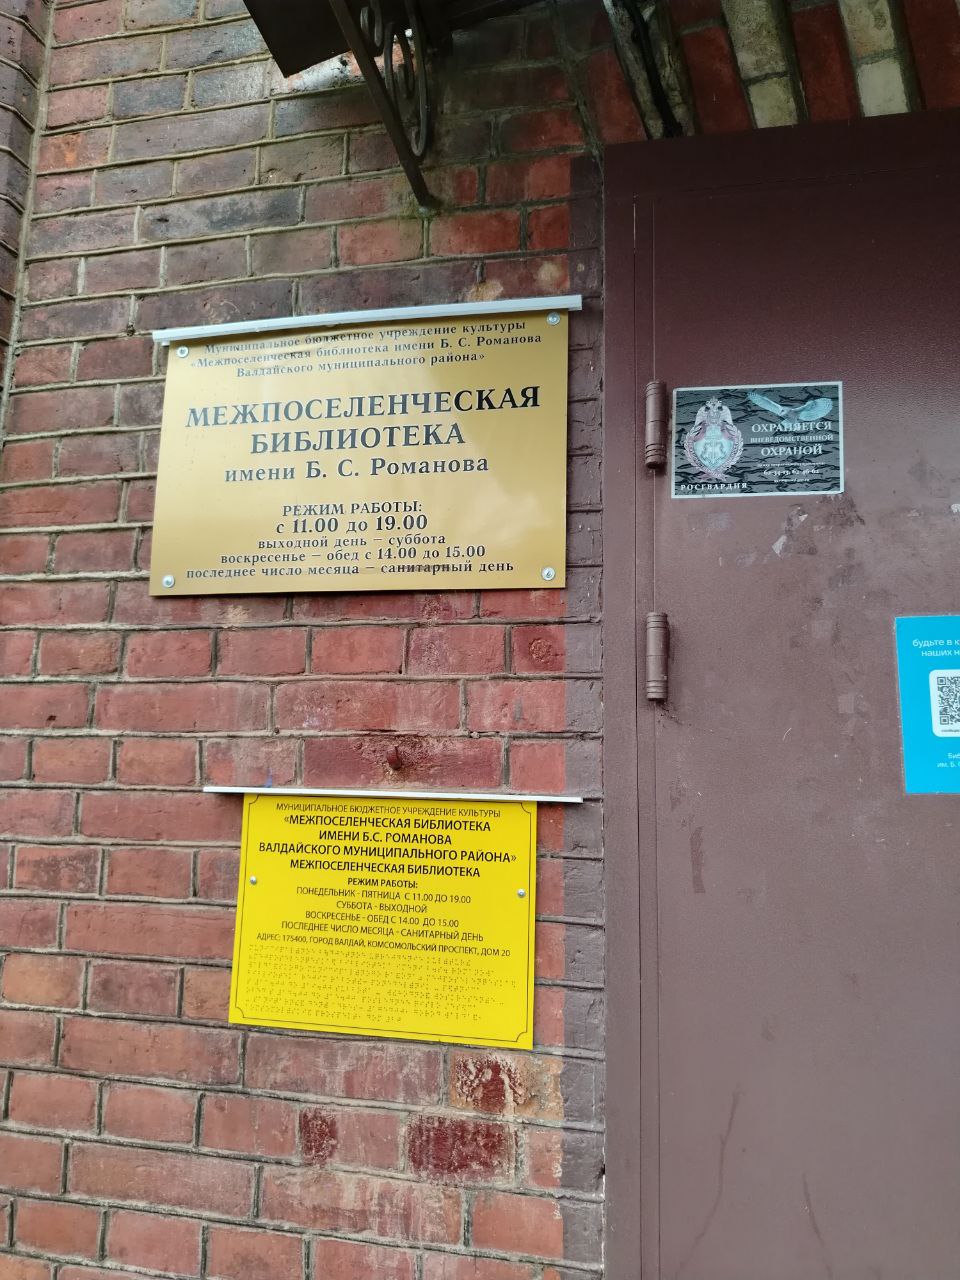 Муниципальное бюджетное учреждение культуры
«Межпоселенческая библиотека имени Б. С. Романова
Валдайского муниципального района»
МЕЖПОСЕЛЕНЧЕСКАЯ
БИБЛИОТЕКА
имени Б. С. Романова
РЕЖИМ РАБОТЫ:
с 11.00 до 19.00
выходной день – суббота
воскресенье – обед с 14.00 до 15.00
последнее число месяца – санитарный день
ОХРАНЯЕТСЯ
ВНЕВЕДОМСТВЕННОЙ
ОХРАНОЙ
РОСГВАРДИЯ
будьте в к
наших н
им. Б. С
МУНИЦИПАЛЬНОЕ БЮДЖЕТНОЕ УЧРЕЖДЕНИЕ КУЛЬТУРЫ
«МЕЖПОСЕЛЕНЧЕСКАЯ БИБЛИОТЕКА
ИМЕНИ Б.С. РОМАНОВА
ВАЛДАЙСКОГО МУНИЦИПАЛЬНОГО РАЙОНА»
МЕЖПОСЕЛЕНЧЕСКАЯ БИБЛИОТЕКА
РЕЖИМ РАБОТЫ:
ПОНЕДЕЛЬНИК - ПЯТНИЦА С 11.00 ДО 19.00
СУББОТА - ВЫХОДНОЙ
ВОСКРЕСЕНЬЕ - ОБЕД С 14.00 ДО 15.00
ПОСЛЕДНЕЕ ЧИСЛО МЕСЯЦА - САНИТАРНЫЙ ДЕНЬ
АДРЕС: 175400, ГОРОД ВАЛДАЙ, КОМСОМОЛЬСКИЙ ПРОСПЕКТ, ДОМ 20